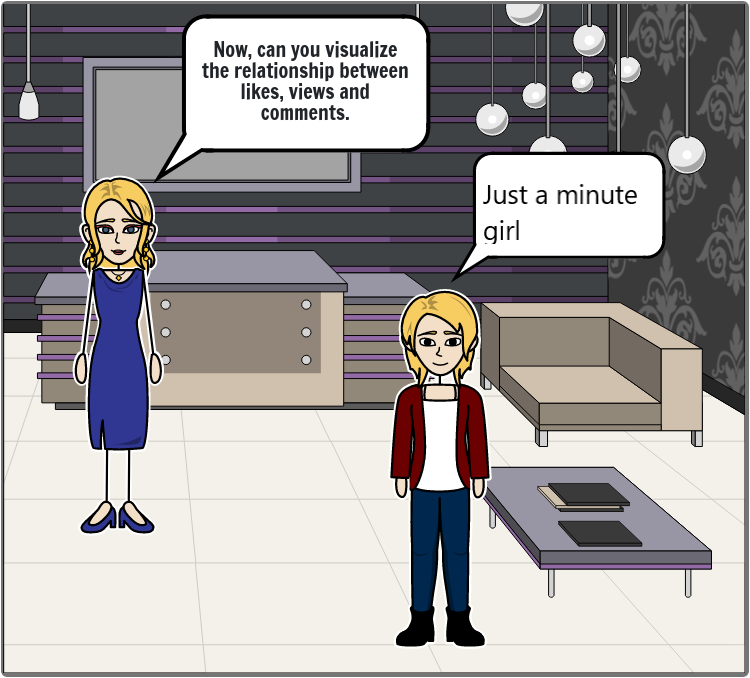 Now, can you visualize
the relationship between
likes, views and
comments.
Just a minute
girl